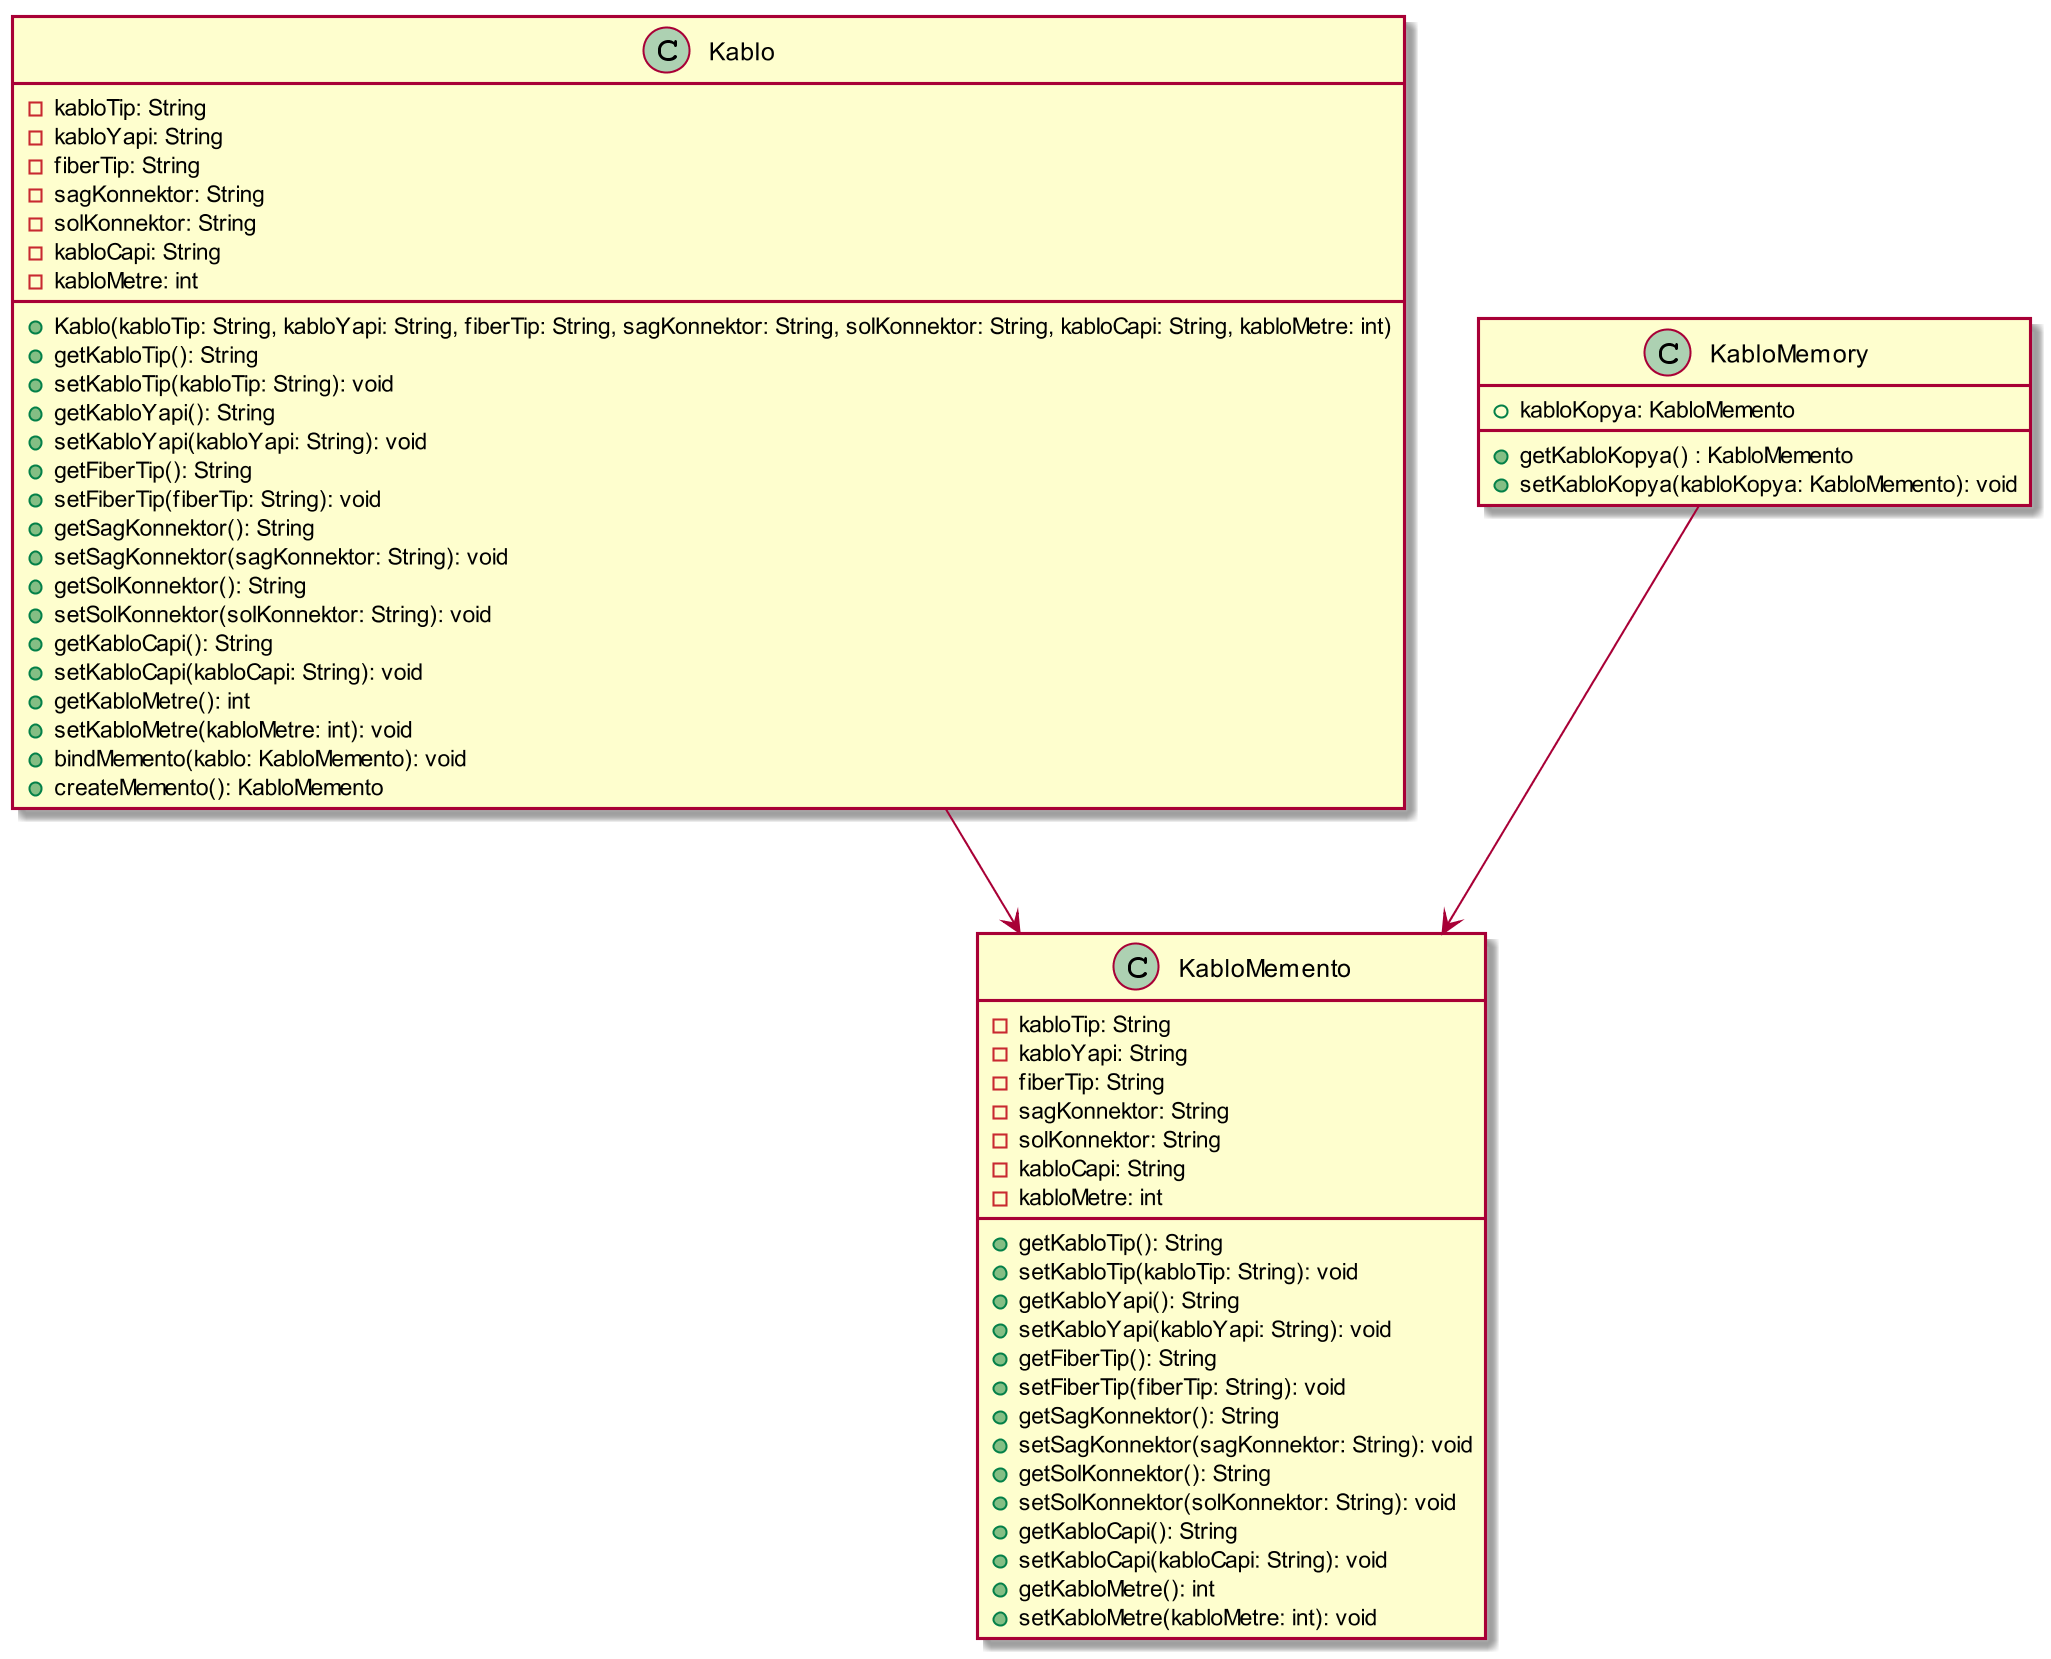 C Kablo
kabloTip: String
kabloYapi: String
fiberTip: String
sagKonnektor: String
solKonnektor: String
kabloCapi: String
kabloMetre: int
Kablo(kabloTip: String, kabloYapi: String, fiberTip: String, sagKonnektor: String, solKonnektor: String, kabloCapi: String, kabloMetre: int)
getKabloTip(): String
setKabloTip(kabloTip: String): void
getKabloYapi(): String
setKabloYapi(kabloYapi: String): void
getFiberTip(): String
setFiberTip(fiberTip: String): void
getSagKonnektor(): String
setSagKonnektor(sagKonnektor: String): void
getSolKonnektor(): String
setSolKonnektor(solKonnektor: String): void
getKabloCapi(): String
setKabloCapi(kabloCapi: String): void
getKabloMetre(): int
setKabloMetre(kabloMetre: int): void
bindMemento(kablo: KabloMemento): void
createMemento(): KabloMemento
C KabloMemory
kabloKopya: KabloMemento
getKabloKopya() : KabloMemento
setKabloKopya(kabloKopya: KabloMemento): void
C KabloMemento
kabloTip: String
kabloYapi: String
fiberTip: String
sagKonnektor: String
solKonnektor: String
kabloCapi: String
kabloMetre: int
getKabloTip(): String
setKabloTip(kabloTip: String): void
getKabloYapi(): String
setKabloYapi(kabloYapi: String): void
getFiberTip(): String
setFiberTip(fiberTip: String): void
getSagKonnektor(): String
setSagKonnektor(sagKonnektor: String): void
getSolKonnektor(): String
setSolKonnektor(solKonnektor: String): void
getKabloCapi(): String
setKabloCapi(kabloCapi: String): void
getKabloMetre(): int
setKabloMetre(kabloMetre: int): void